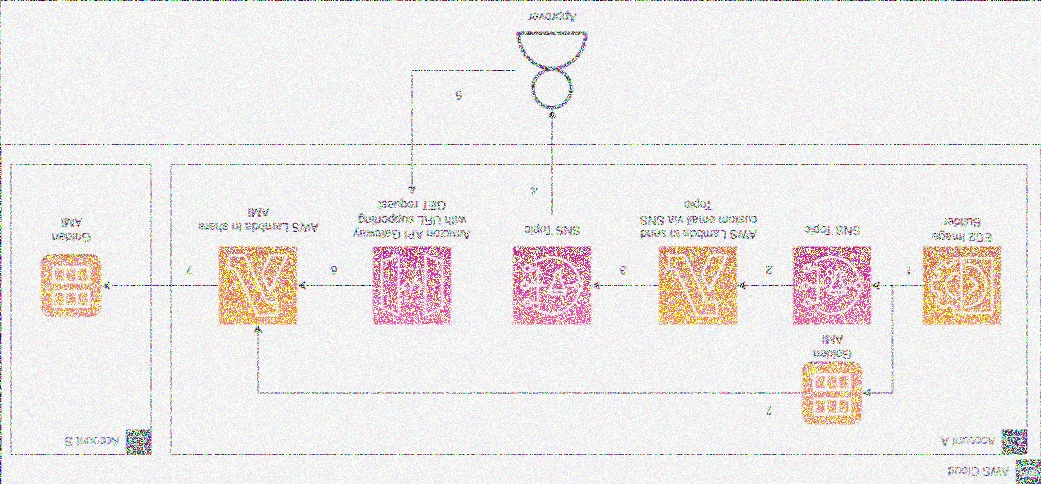 AWS Cloud
Account A
Account B
7
Golden
AMI
1
2
3
6
7
EC2 Image
Builder
SNS Topic
AWS Lambda to send
custom email via SNS
Topic
SNS Topic
Amazon API Gateway
with URL supporting
GET request
AWS Lambda to share
AMI
Golden
AMI
4
5
Approver